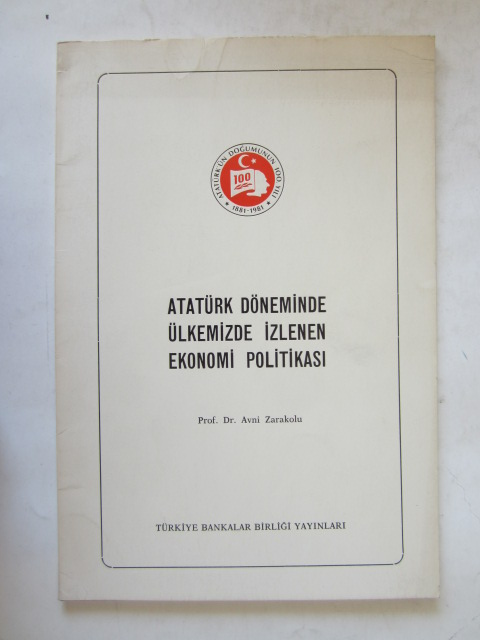 ATATÜRK'ÜN DOĞUMUNUN 100. YILI
100
★ 1881-1981 ★
ATATÜRK DÖNEMİNDE
ÜLKEMİZDE İZLENEN
EKONOMİ POLİTİKASI
Prof. Dr. Avni Zarakolu
TÜRKİYE BANKALAR BİRLİĞİ YAYINLARI